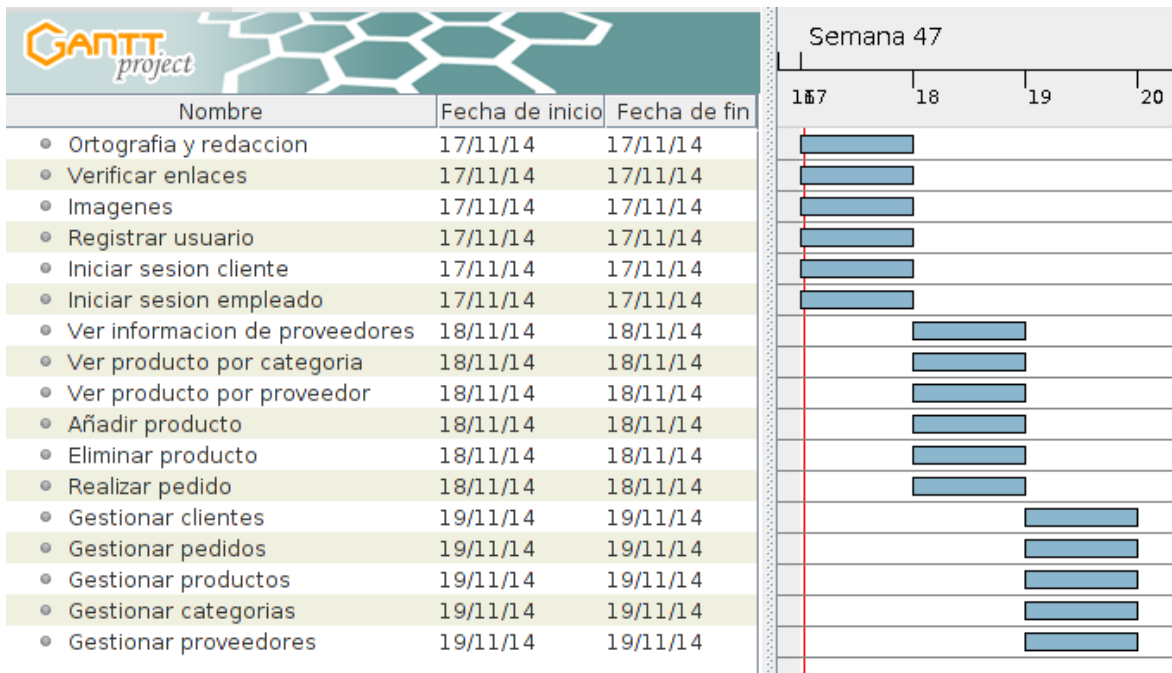 GANTT
project
Semana 47
Nombre Fecha de inicio Fecha de fin
16 17 18 19 20
Ortografia y redaccion 17/11/14 17/11/14
Verificar enlaces 17/11/14 17/11/14
Imagenes 17/11/14 17/11/14
Registrar usuario 17/11/14 17/11/14
Iniciar sesion cliente 17/11/14 17/11/14
Iniciar sesion empleado 17/11/14 17/11/14
Ver informacion de proveedores 18/11/14 18/11/14
Ver producto por categoria 18/11/14 18/11/14
Ver producto por proveedor 18/11/14 18/11/14
Añadir producto 18/11/14 18/11/14
Eliminar producto 18/11/14 18/11/14
Realizar pedido 18/11/14 18/11/14
Gestionar clientes 19/11/14 19/11/14
Gestionar pedidos 19/11/14 19/11/14
Gestionar productos 19/11/14 19/11/14
Gestionar categorias 19/11/14 19/11/14
Gestionar proveedores 19/11/14 19/11/14